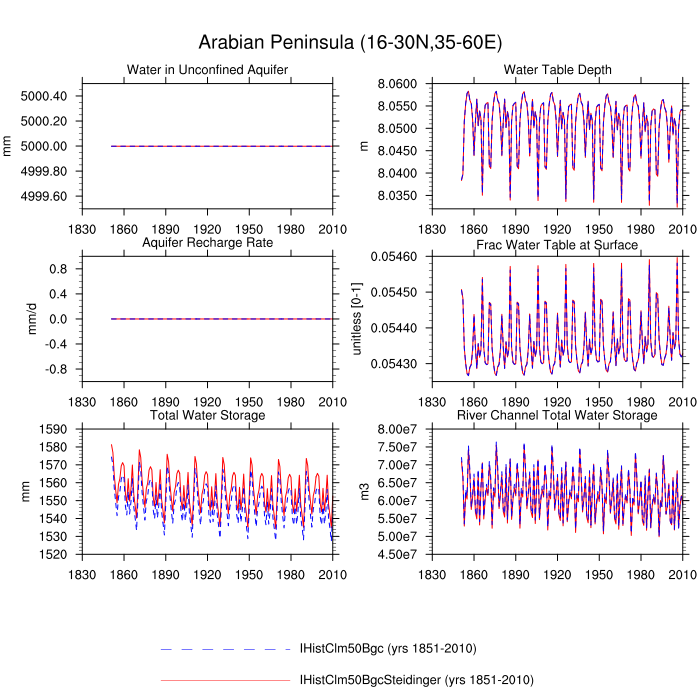 Arabian Peninsula (16-30N,35-60E)
Water in Unconfined Aquifer
mm
5000.40
5000.20
5000.00
4999.80
4999.60
1830 1860 1890 1920 1950 1980 2010
Water Table Depth
m
8.0600
8.0550
8.0500
8.0450
8.0400
8.0350
1830 1860 1890 1920 1950 1980 2010
Aquifer Recharge Rate
mm/d
0.8
0.4
0.0
-0.4
-0.8
1830 1860 1890 1920 1950 1980 2010
Frac Water Table at Surface
unitless [0-1]
0.05460
0.05450
0.05440
0.05430
1830 1860 1890 1920 1950 1980 2010
Total Water Storage
mm
1590
1580
1570
1560
1550
1540
1530
1520
1830 1860 1890 1920 1950 1980 2010
River Channel Total Water Storage
m3
8.00e7
7.50e7
7.00e7
6.50e7
6.00e7
5.50e7
5.00e7
4.50e7
1830 1860 1890 1920 1950 1980 2010
IHistClm50Bgc (yrs 1851-2010)
IHistClm50BgcSteidinger (yrs 1851-2010)